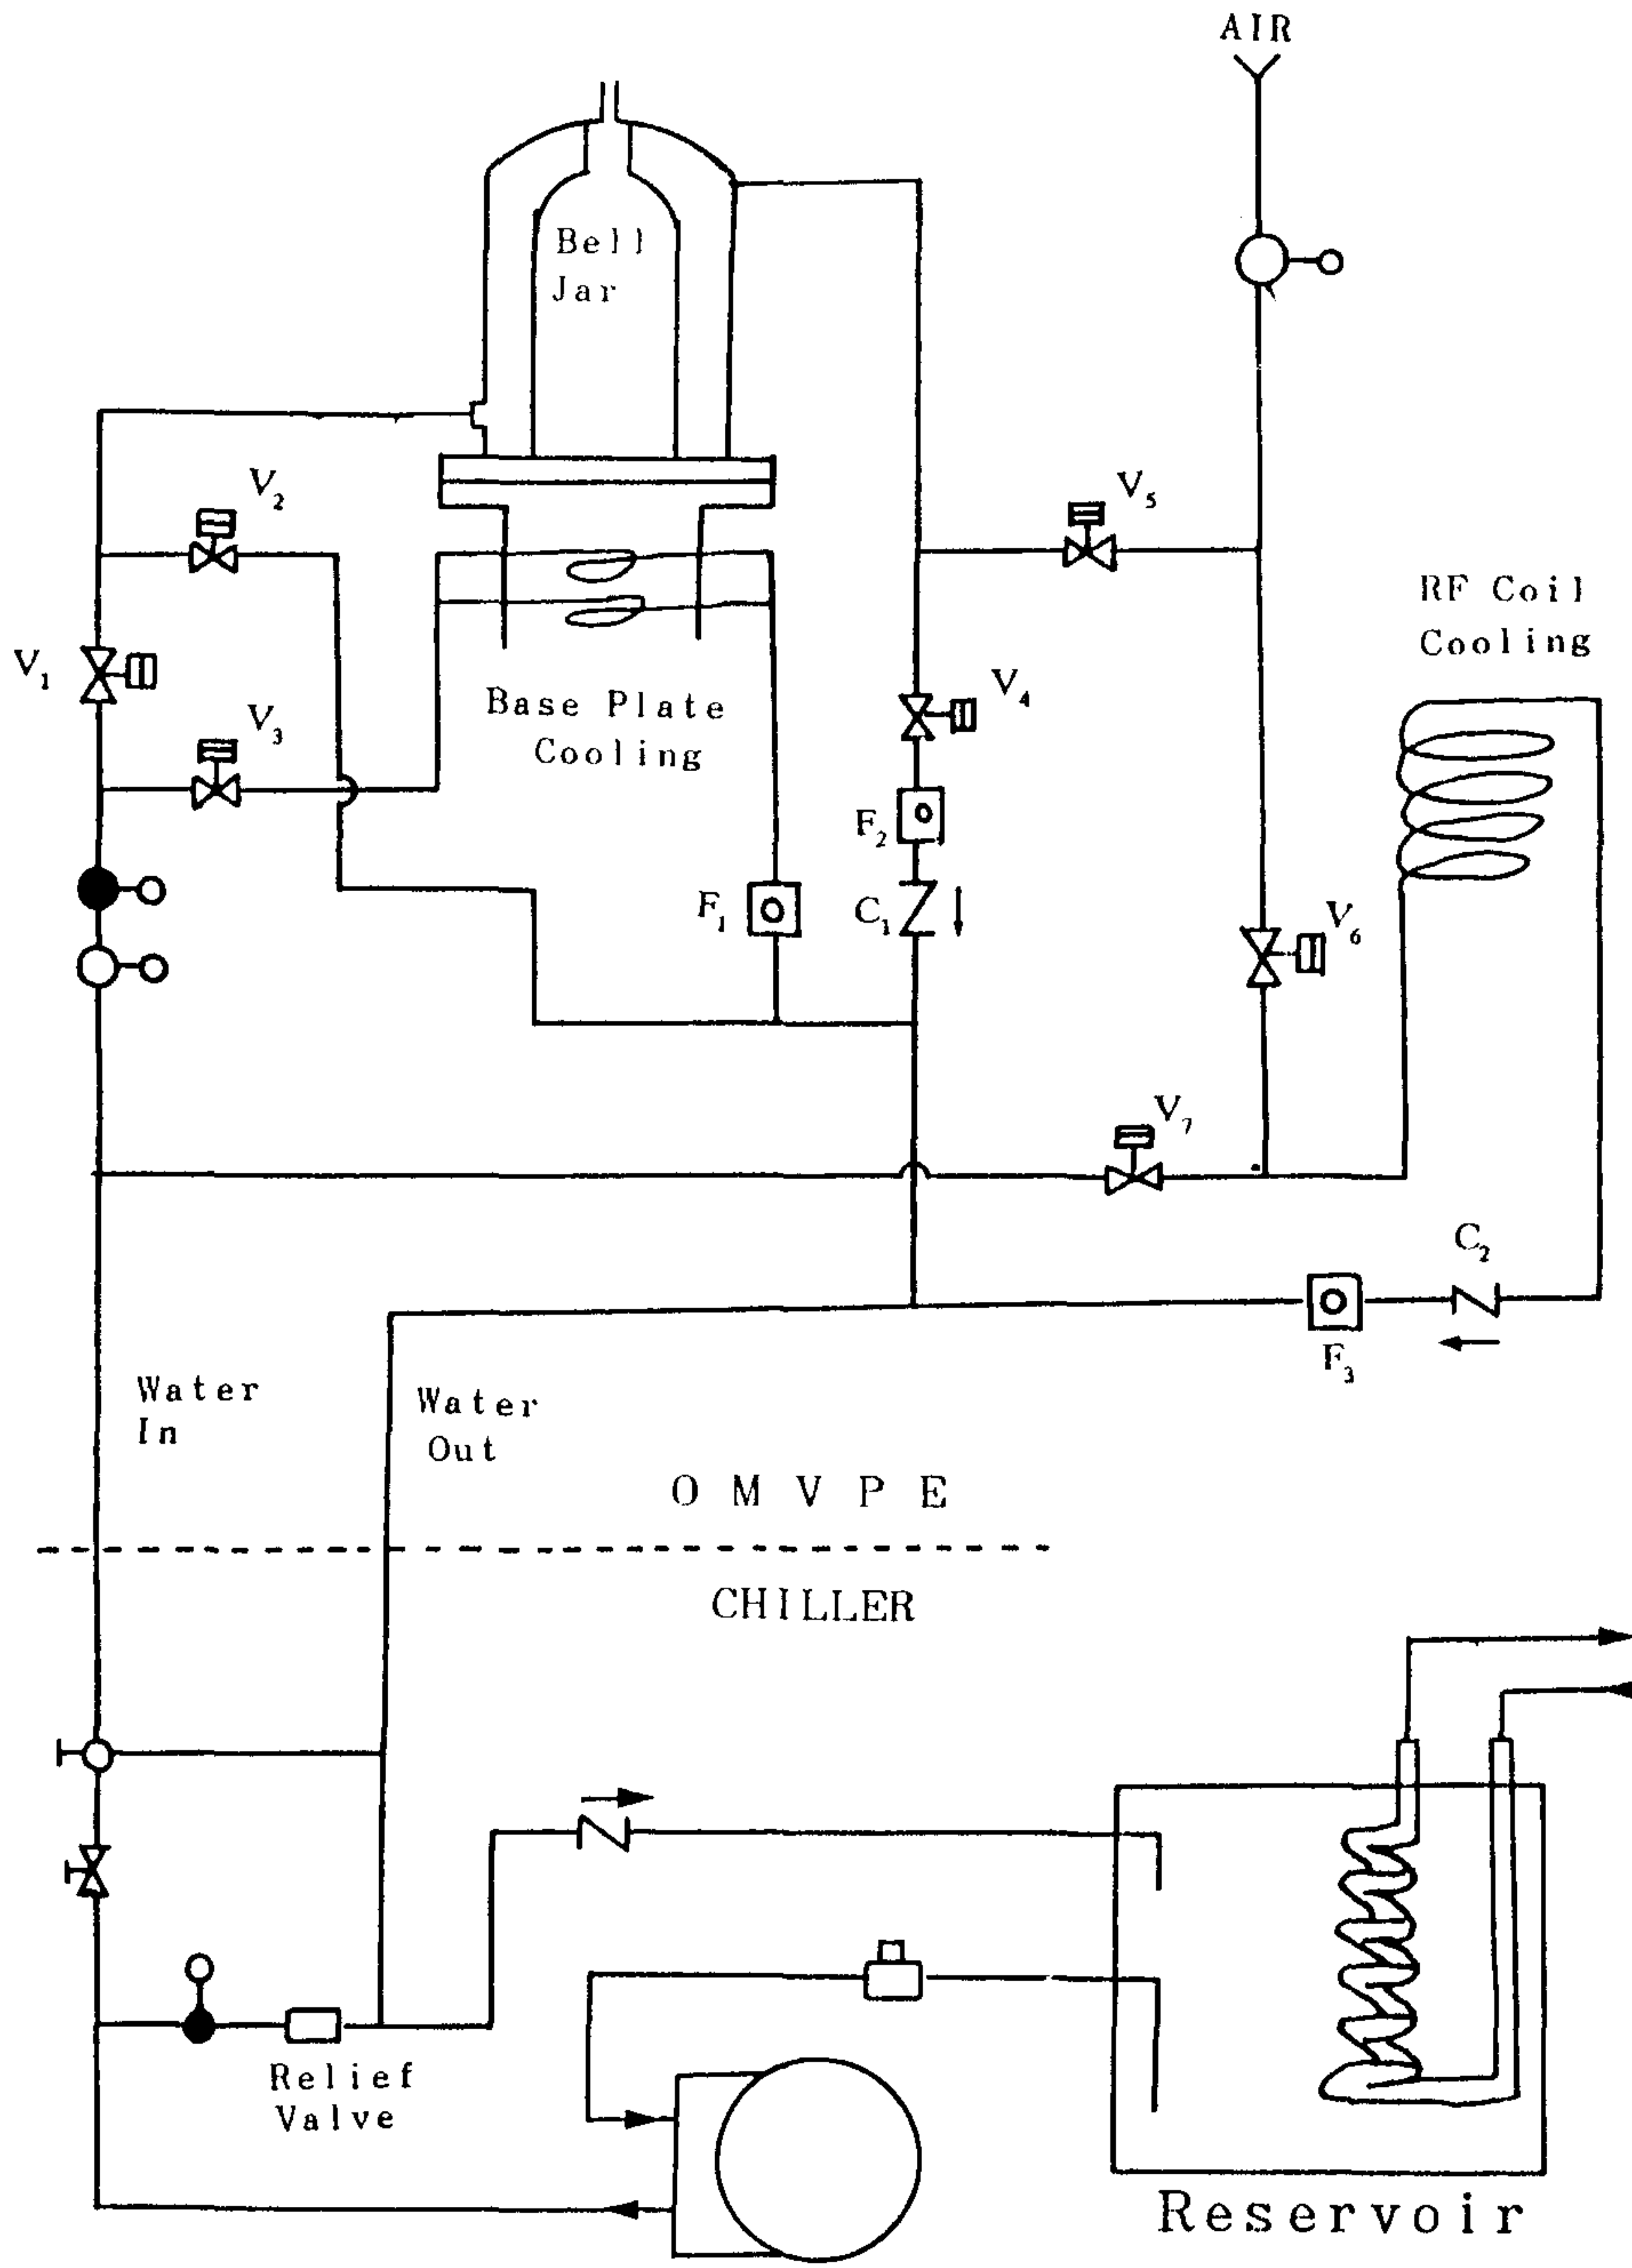 AIR
Bell
Jar
V₂
V₅
RF Coil
Cooling
V₁
V₄
Base Plate
Cooling
V₃
F₂
F₁
C₁
V₆
V₇
C₂
F₃
Water
In
Water
Out
O M V P E
CHILLER
Relief
Valve
Reservoir